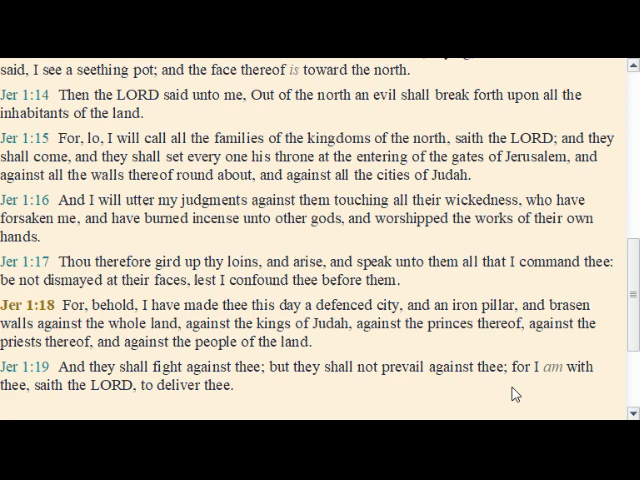 said, I see a seething pot; and the face thereof is toward the north.
Jer 1:14 Then the LORD said unto me, Out of the north an evil shall break forth upon all the
inhabitants of the land.
Jer 1:15 For, lo, I will call all the families of the kingdoms of the north, saith the LORD; and they
shall come, and they shall set every one his throne at the entering of the gates of Jerusalem, and
against all the walls thereof round about, and against all the cities of Judah.
Jer 1:16 And I will utter my judgments against them touching all their wickedness, who have
forsaken me, and have burned incense unto other gods, and worshipped the works of their own
hands.
Jer 1:17 Thou therefore gird up thy loins, and arise, and speak unto them all that I command thee:
be not dismayed at their faces, lest I confound thee before them.
Jer 1:18 For, behold, I have made thee this day a defenced city, and an iron pillar, and brasen
walls against the whole land, against the kings of Judah, against the princes thereof, against the
priests thereof, and against the people of the land.
Jer 1:19 And they shall fight against thee; but they shall not prevail against thee; for I am with
thee, saith the LORD, to deliver thee.